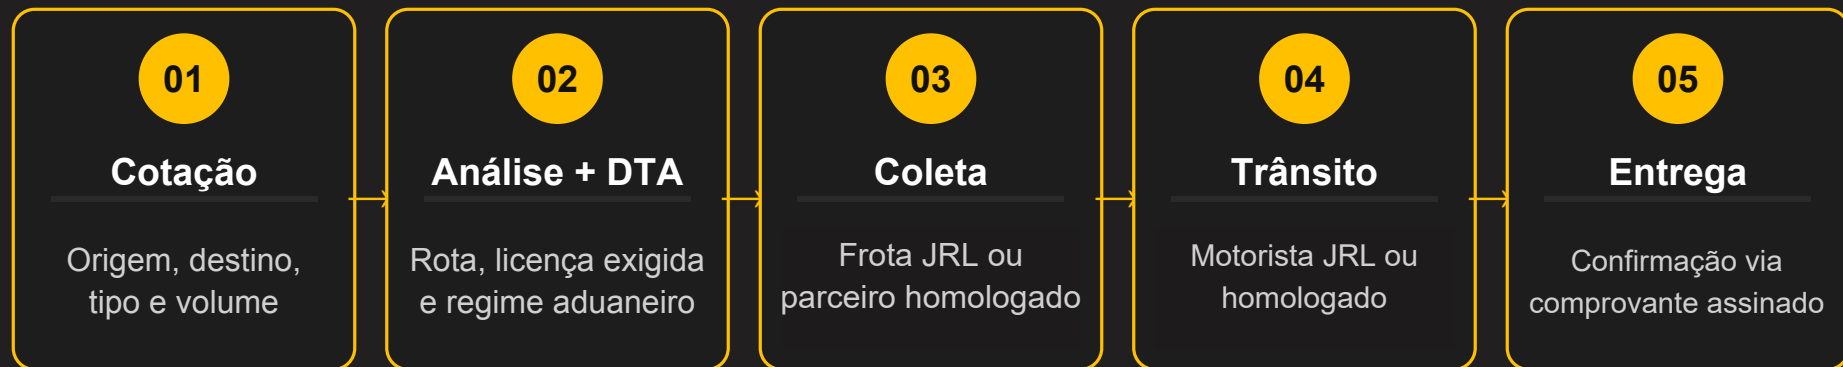 01
Cotação
Origem, destino,
tipo e volume
02
Análise + DTA
Rota, licença exigida
e regime aduaneiro
03
Coleta
Frota JRL ou
parceiro homologado
04
Trânsito
Motorista JRL ou
homologado
05
Entrega
Confirmação via
comprovante assinado